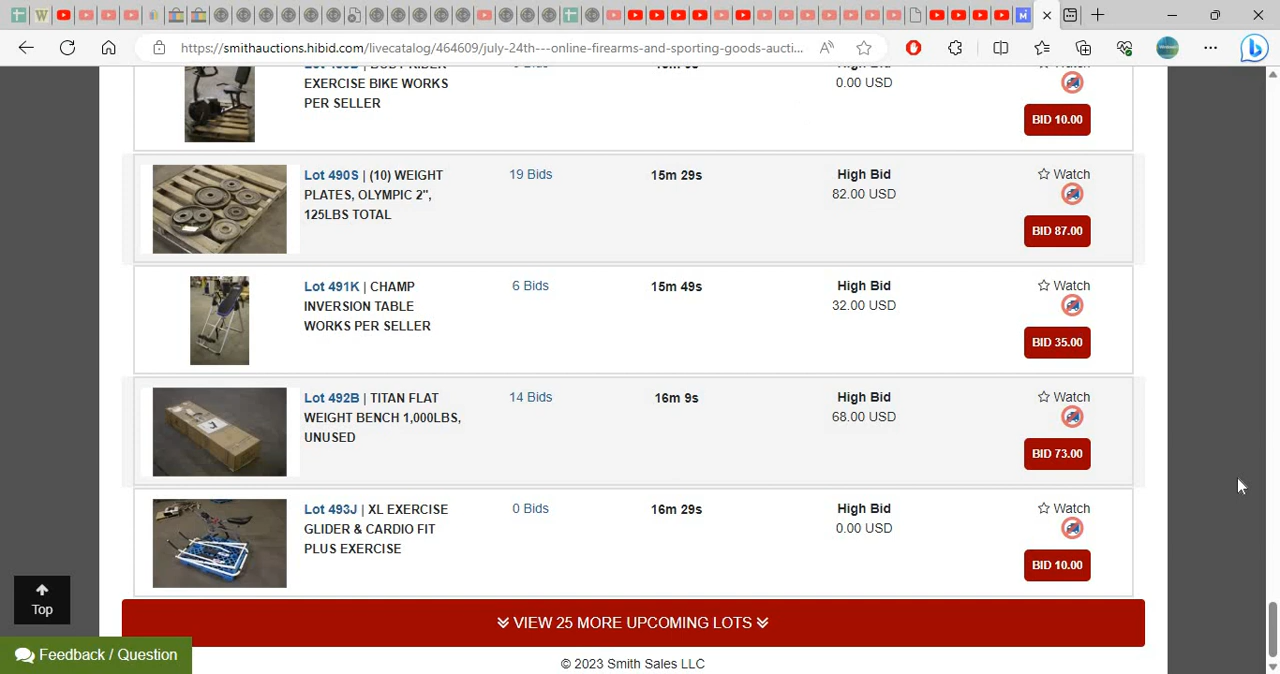 https://smithauctions.hibid.com/livecatalog/464609/july-24th---online-firearms-and-sporting-goods-aucti...
EXERCISE BIKE WORKS
PER SELLER
0.00 USD
BID 10.00
Lot 490S | (10) WEIGHT
PLATES, OLYMPIC 2",
125LBS TOTAL
19 Bids
15m 29s
High Bid
82.00 USD
Watch
BID 87.00
Lot 491K | CHAMP
INVERSION TABLE
WORKS PER SELLER
6 Bids
15m 49s
High Bid
32.00 USD
Watch
BID 35.00
Lot 492B | TITAN FLAT
WEIGHT BENCH 1,000LBS,
UNUSED
14 Bids
16m 9s
High Bid
68.00 USD
Watch
BID 73.00
Lot 493J | XL EXERCISE
GLIDER & CARDIO FIT
PLUS EXERCISE
0 Bids
16m 29s
High Bid
0.00 USD
Watch
BID 10.00
Top
VIEW 25 MORE UPCOMING LOTS
Feedback / Question
© 2023 Smith Sales LLC